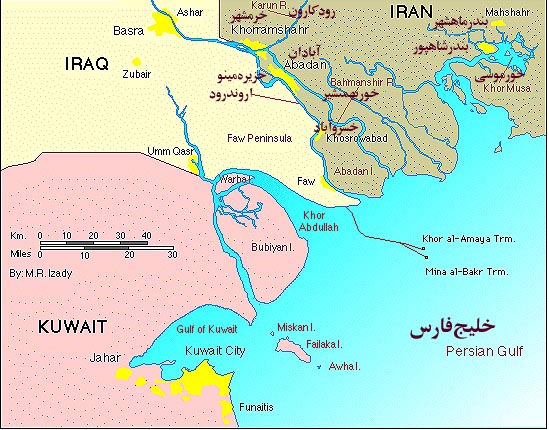 Karun R.
رودکارون
IRAN
Mahshahr
بندرماهشهر
Ashar
خرمشهر
Basra
Khorramshahr
آبادان
بندرشاهپور
IRAQ
Abadan
Zubair
جزیره‌مینو
Bahmanshir R.
خورموسی
اروندرود
خوربهمنشیر
Khor Musa
Faw Peninsula
خسروآباد
Khosrowabad
Umm Qasr
Warba I.
Faw
Abadan I.
Khor
Abdullah
Km. 0 10 20 30 40
Miles 0 10 20 30
Bubiyan I.
Khor al-Amaya Trm.
Mina al-Bakr Trm.
By: M.R. Izady
KUWAIT
Gulf of Kuwait
Miskan I.
خلیج‌فارس
Jahar
Kuwait City
Failaka I.
Persian Gulf
Awha I.
Funaitis